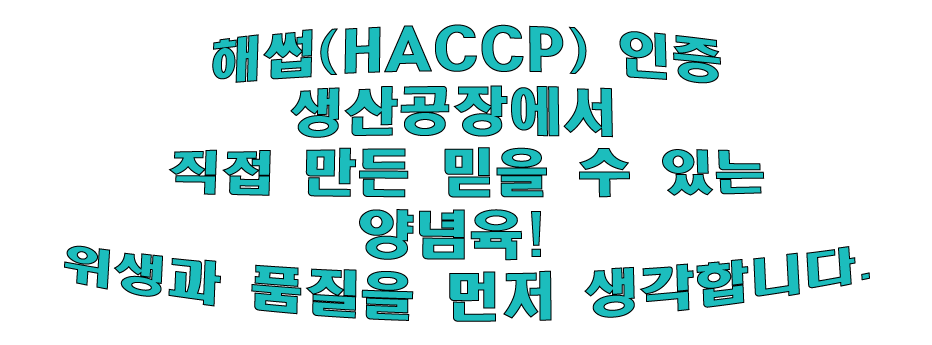 해썹(HACCP) 인증
생산공장에서
직접 만든 믿을 수 있는
양념육!
위생과 품질을 먼저 생각합니다.